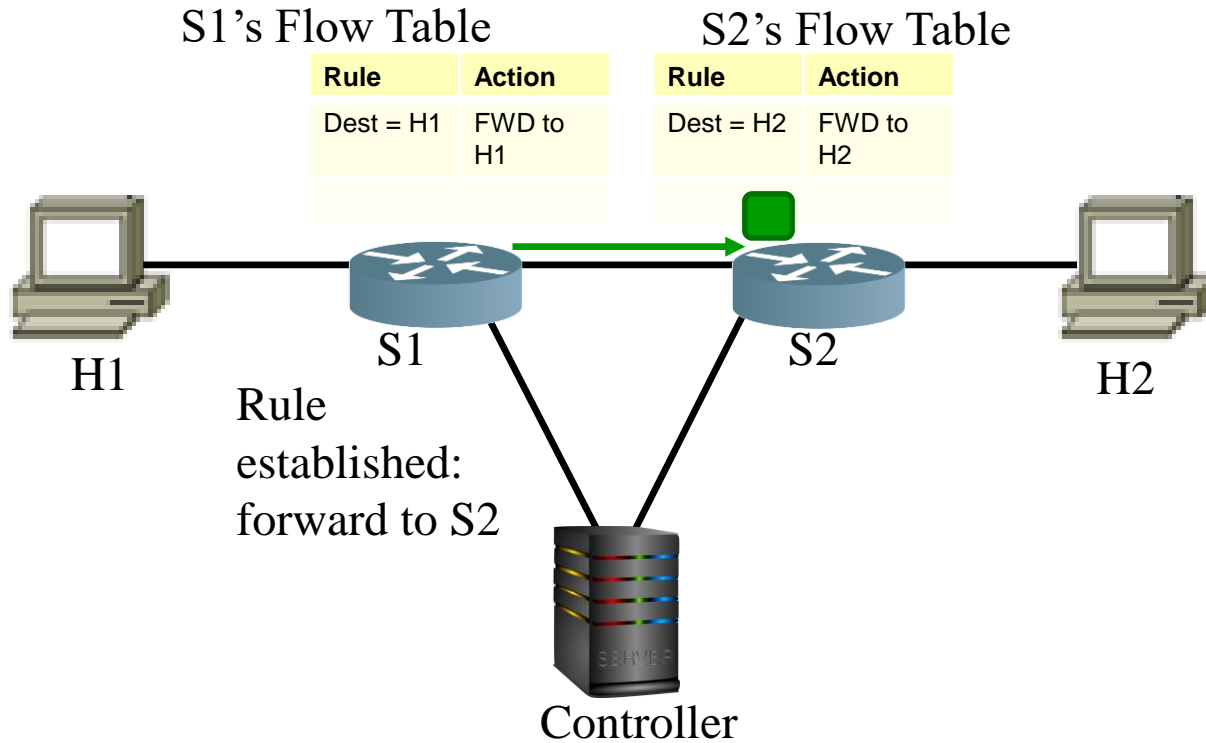 S1’s Flow Table
S2’s Flow Table
Rule Action
Dest = H1 FWD to
H1
Rule Action
Dest = H2 FWD to
H2
H1
S1
S2
H2
Rule
established:
forward to S2
SERVER
Controller